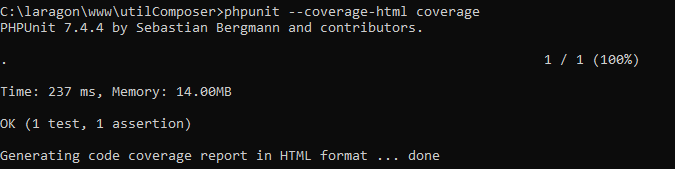 C:\laragon\www\utilComposer>phpunit --coverage-html coverage
PHPUnit 7.4.4 by Sebastian Bergmann and contributors.
. 1 / 1 (100%)
Time: 237 ms, Memory: 14.00MB
OK (1 test, 1 assertion)
Generating code coverage report in HTML format ... done